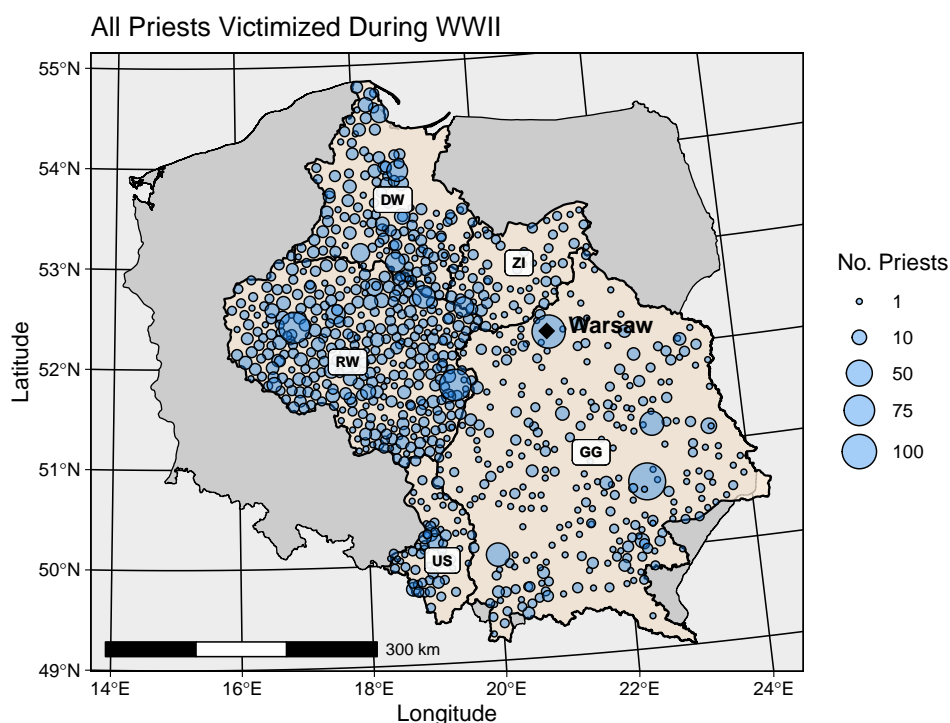 All Priests Victimized During WWII
55°N
54°N
53°N
52°N
51°N
50°N
49°N
Latitude
DW
ZI
Warsaw
RW
GG
US
300 km
14°E 16°E 18°E 20°E 22°E 24°E
Longitude
No. Priests
1
10
50
75
100